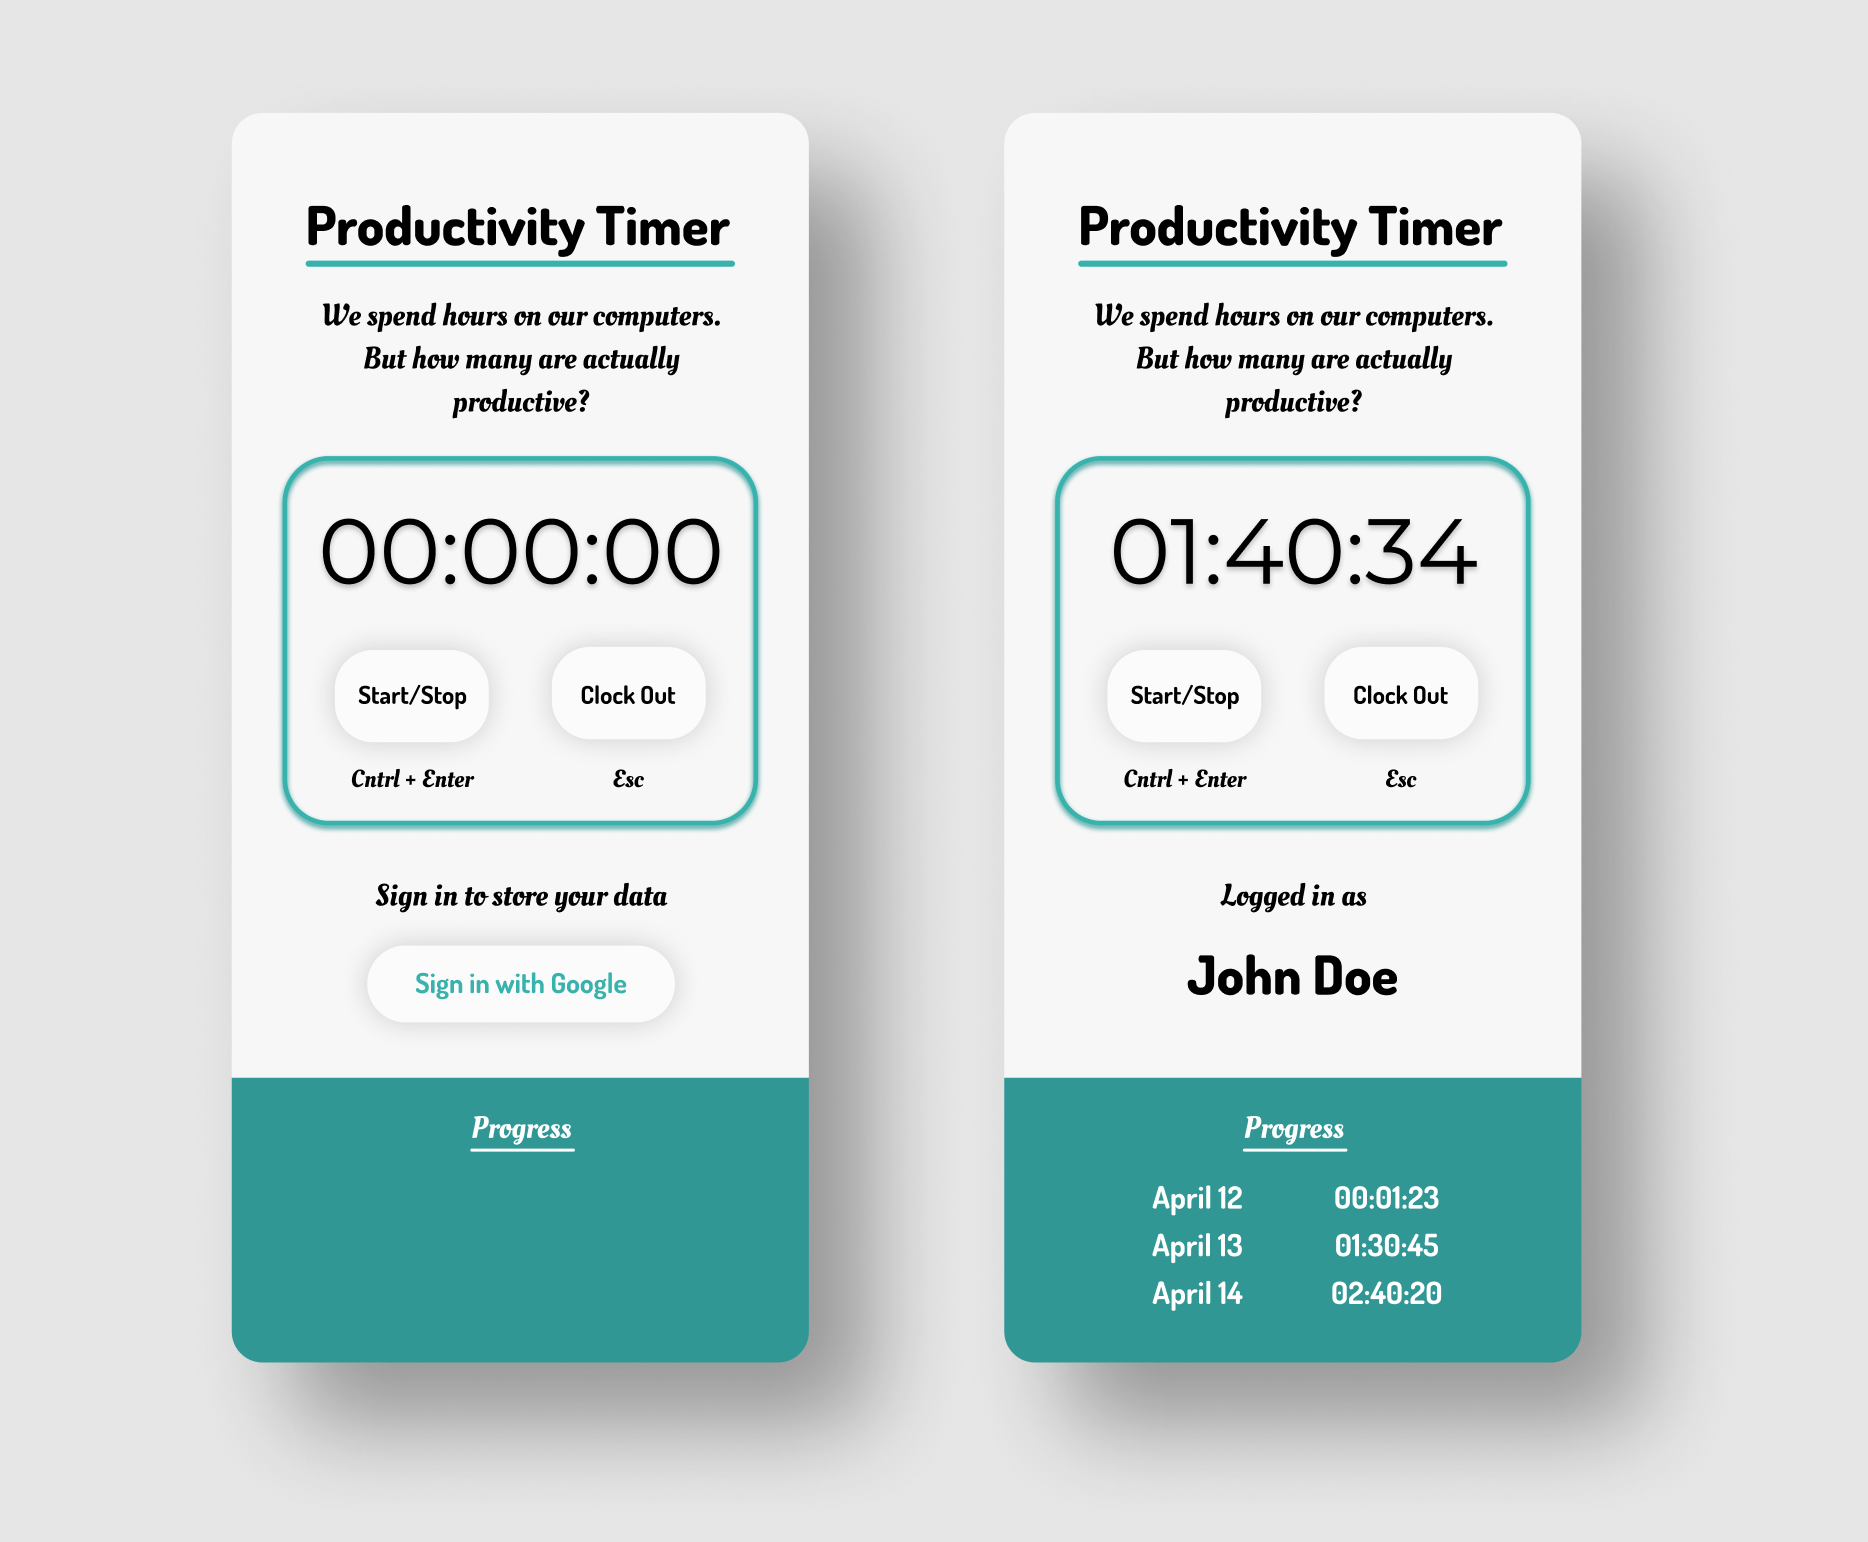 Productivity Timer
We spend hours on our computers.
But how many are actually
productive?
00:00:00
Start/Stop
Clock Out
Cntrl + Enter
Esc
Sign in to store your data
Sign in with Google
Progress
Productivity Timer
We spend hours on our computers.
But how many are actually
productive?
01:40:34
Start/Stop
Clock Out
Cntrl + Enter
Esc
Logged in as
John Doe
Progress
April 12 00:01:23
April 13 01:30:45
April 14 02:40:20